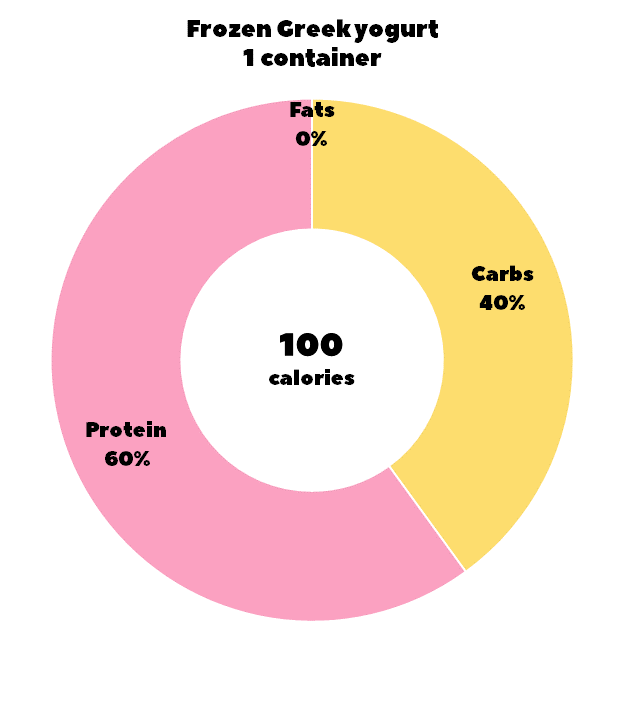 Frozen Greek yogurt
1 container
Fats
0%
Carbs
40%
100
calories
Protein
60%